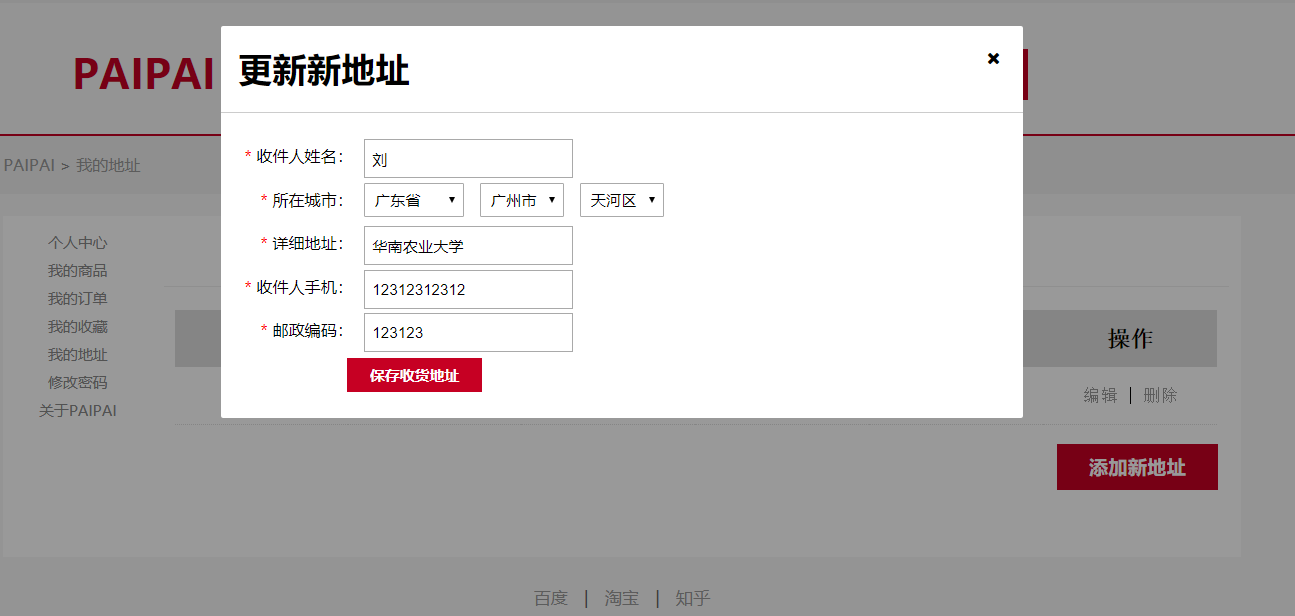 更新新地址 ✖
PAIPAI
PAIPAI > 我的地址
* 收件人姓名： 刘
* 所在城市： 广东省 ▼ 广州市 ▼ 天河区 ▼
* 详细地址： 华南农业大学
* 收件人手机： 12312312312
* 邮政编码： 123123
保存收货地址
个人中心
我的商品
我的订单
我的收藏
我的地址
修改密码
关于PAIPAI
操作
编辑 | 删除
添加新地址
百度 | 淘宝 | 知乎